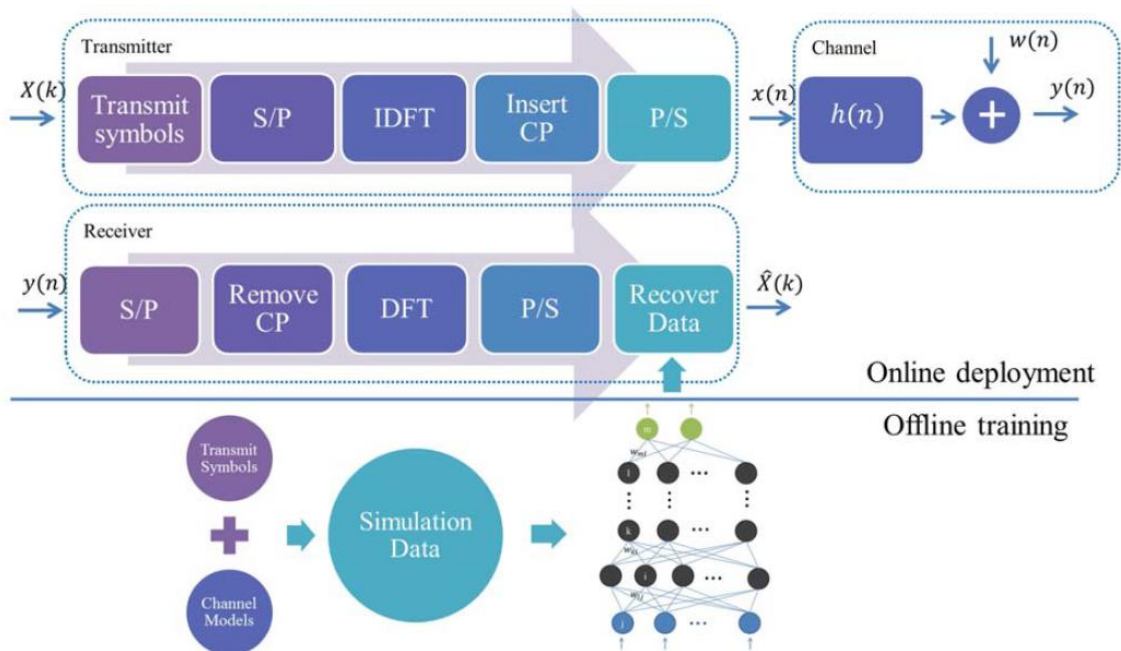 Transmitter
X(k)
Transmit
symbols
S/P
IDFT
Insert
CP
P/S
x(n)
Channel
h(n)
w(n)
+
y(n)
Receiver
y(n)
S/P
Remove
CP
DFT
P/S
Recover
Data
X̂(k)
Online deployment
Offline training
Transmit
Symbols
Channel
Models
Simulation
Data
m
w_ml
l
...
k
w_ki
...
i
...
w_ij
j
...